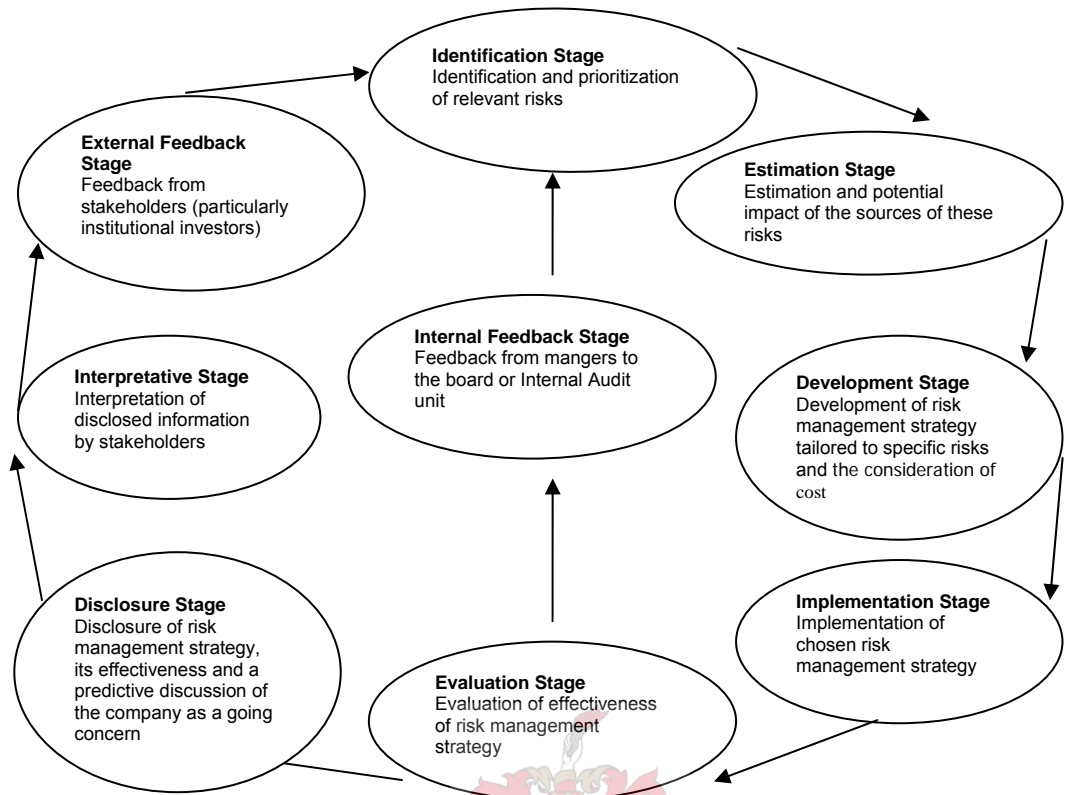 Identification Stage
Identification and prioritization
of relevant risks
Estimation Stage
Estimation and potential
impact of the sources of these
risks
Development Stage
Development of risk
management strategy
tailored to specific risks
and the consideration of
cost
Implementation Stage
Implementation of
chosen risk
management strategy
Evaluation Stage
Evaluation of effectiveness
of risk management
strategy
Internal Feedback Stage
Feedback from mangers to
the board or Internal Audit
unit
Disclosure Stage
Disclosure of risk
management strategy,
its effectiveness and a
predictive discussion of
the company as a going
concern
Interpretative Stage
Interpretation of
disclosed information
by stakeholders
External Feedback
Stage
Feedback from
stakeholders (particularly
institutional investors)